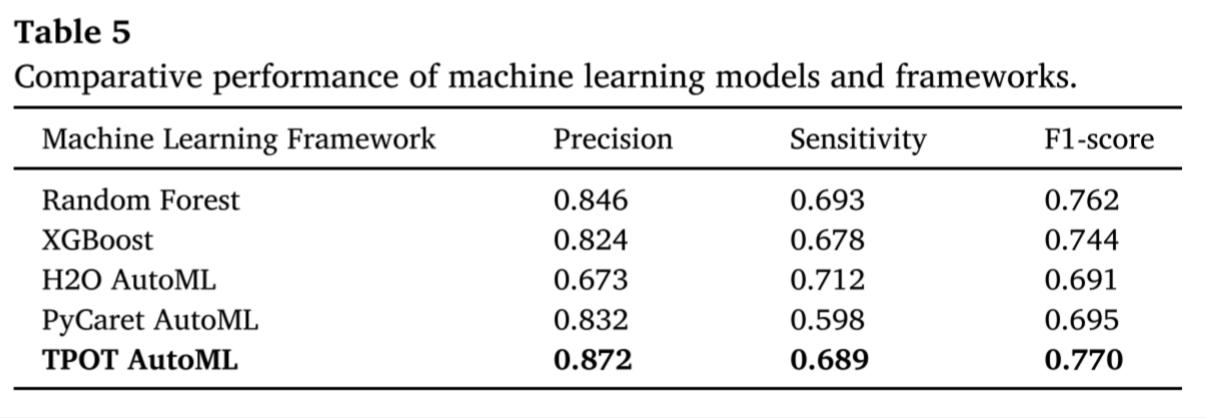 Table 5
Comparative performance of machine learning models and frameworks.
Machine Learning Framework Precision Sensitivity F1-score
Random Forest 0.846 0.693 0.762
XGBoost 0.824 0.678 0.744
H2O AutoML 0.673 0.712 0.691
PyCaret AutoML 0.832 0.598 0.695
TPOT AutoML 0.872 0.689 0.770